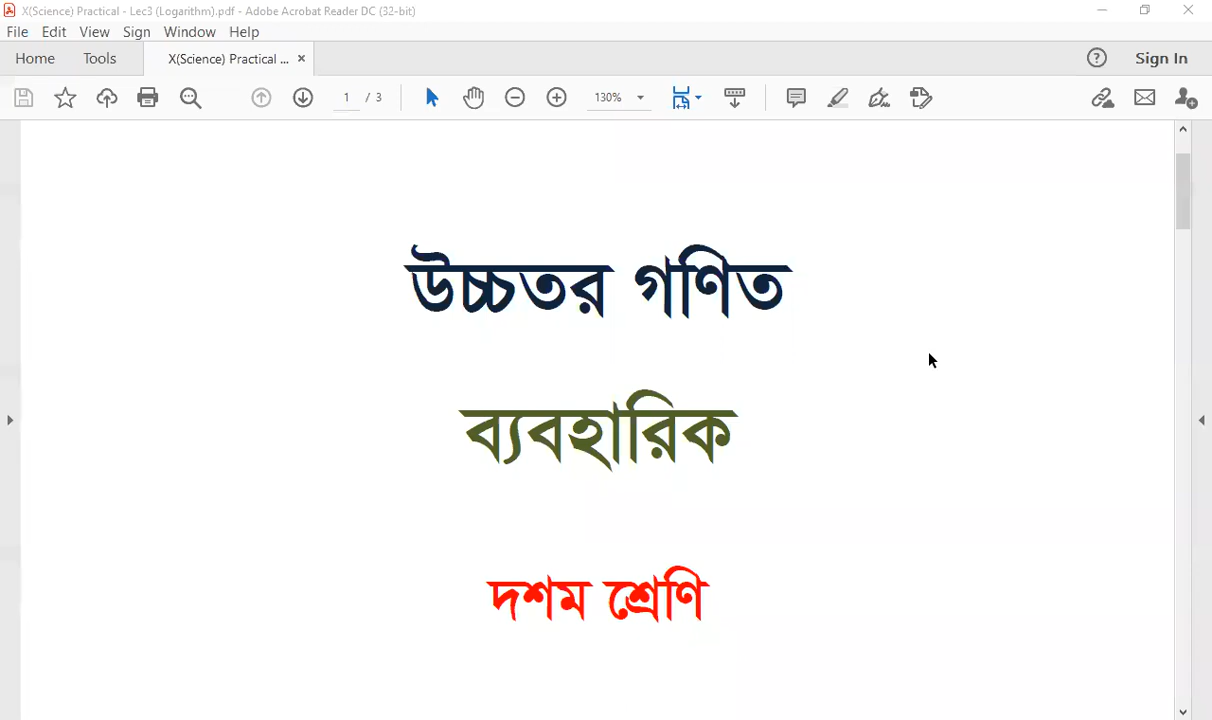 X(Science) Practical - Lec3 (Logarithm).pdf - Adobe Acrobat Reader DC (32-bit)
File Edit View Sign Window Help
Home Tools X(Science) Practical ... × Sign In
1 / 3 130%
উচ্চতর গণিত
ব্যবহারিক
দশম শ্রেণি